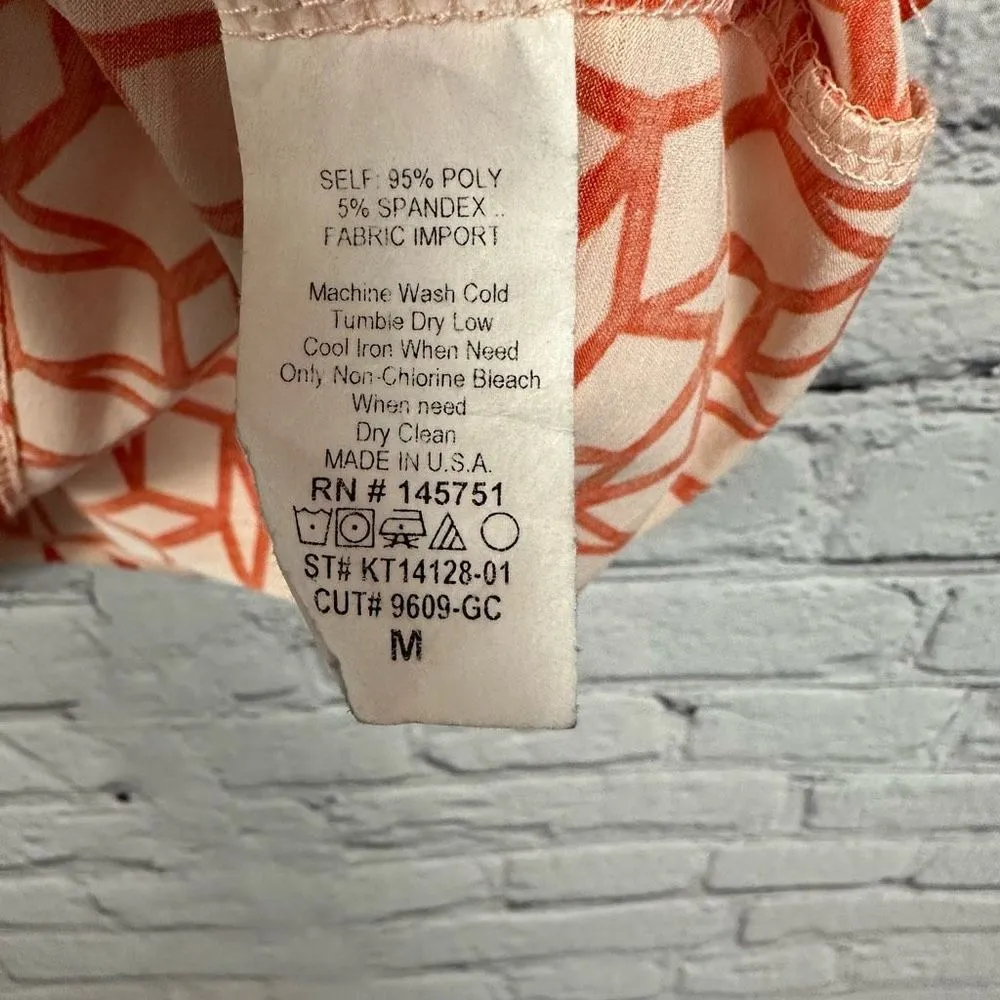 SELF: 95% POLY
5% SPANDEX ..
FABRIC IMPORT
Machine Wash Cold
Tumble Dry Low
Cool Iron When Need
Only Non-Chlorine Bleach
When need
Dry Clean
MADE IN U.S.A.
RN # 145751
ST# KT14128-01
CUT# 9609-GC
M